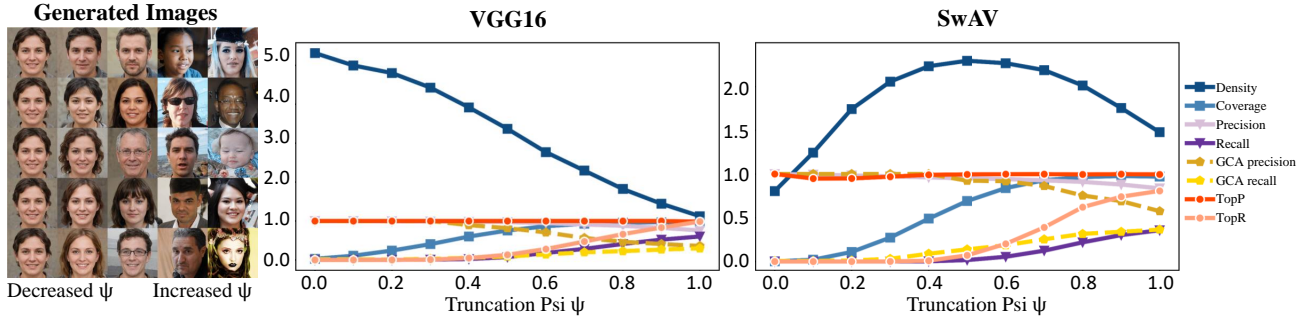 Generated Images
Decreased ψ Increased ψ
VGG16
5.0
4.0
3.0
2.0
1.0
0.0
0.0 0.2 0.4 0.6 0.8 1.0
Truncation Psi ψ
SwAV
2.0
1.5
1.0
0.5
0.0
0.0 0.2 0.4 0.6 0.8 1.0
Truncation Psi ψ
Density
Coverage
Precision
Recall
GCA precision
GCA recall
TopP
TopR